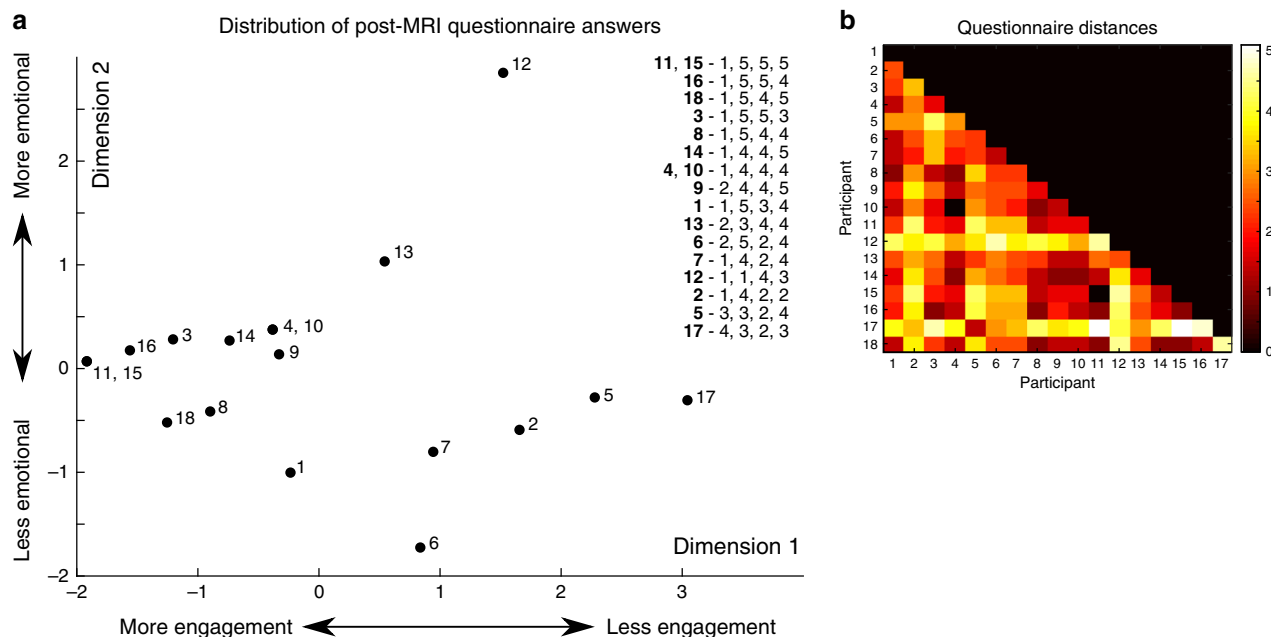 a
Distribution of post-MRI questionnaire answers
More emotional
Less emotional
Dimension 2
2
1
0
–1
–2
–2
–1
0
1
2
3
12
13
4, 10
14
3
16
9
11, 15
8
18
5
17
2
7
1
6
11, 15 - 1, 5, 5, 5
16 - 1, 5, 5, 4
18 - 1, 5, 4, 5
3 - 1, 5, 5, 3
8 - 1, 5, 4, 4
14 - 1, 4, 4, 5
4, 10 - 1, 4, 4, 4
9 - 2, 4, 4, 5
1 - 1, 5, 3, 4
13 - 2, 3, 4, 4
6 - 2, 5, 2, 4
7 - 1, 4, 2, 4
12 - 1, 1, 4, 3
2 - 1, 4, 2, 2
5 - 3, 3, 2, 4
17 - 4, 3, 2, 3
Dimension 1
More engagement
Less engagement
b
Questionnaire distances
Participant
1
2
3
4
5
6
7
8
9
10
11
12
13
14
15
16
17
18
1 2 3 4 5 6 7 8 9 10 11 12 13 14 15 16 17
Participant
5
4
3
2
1
0